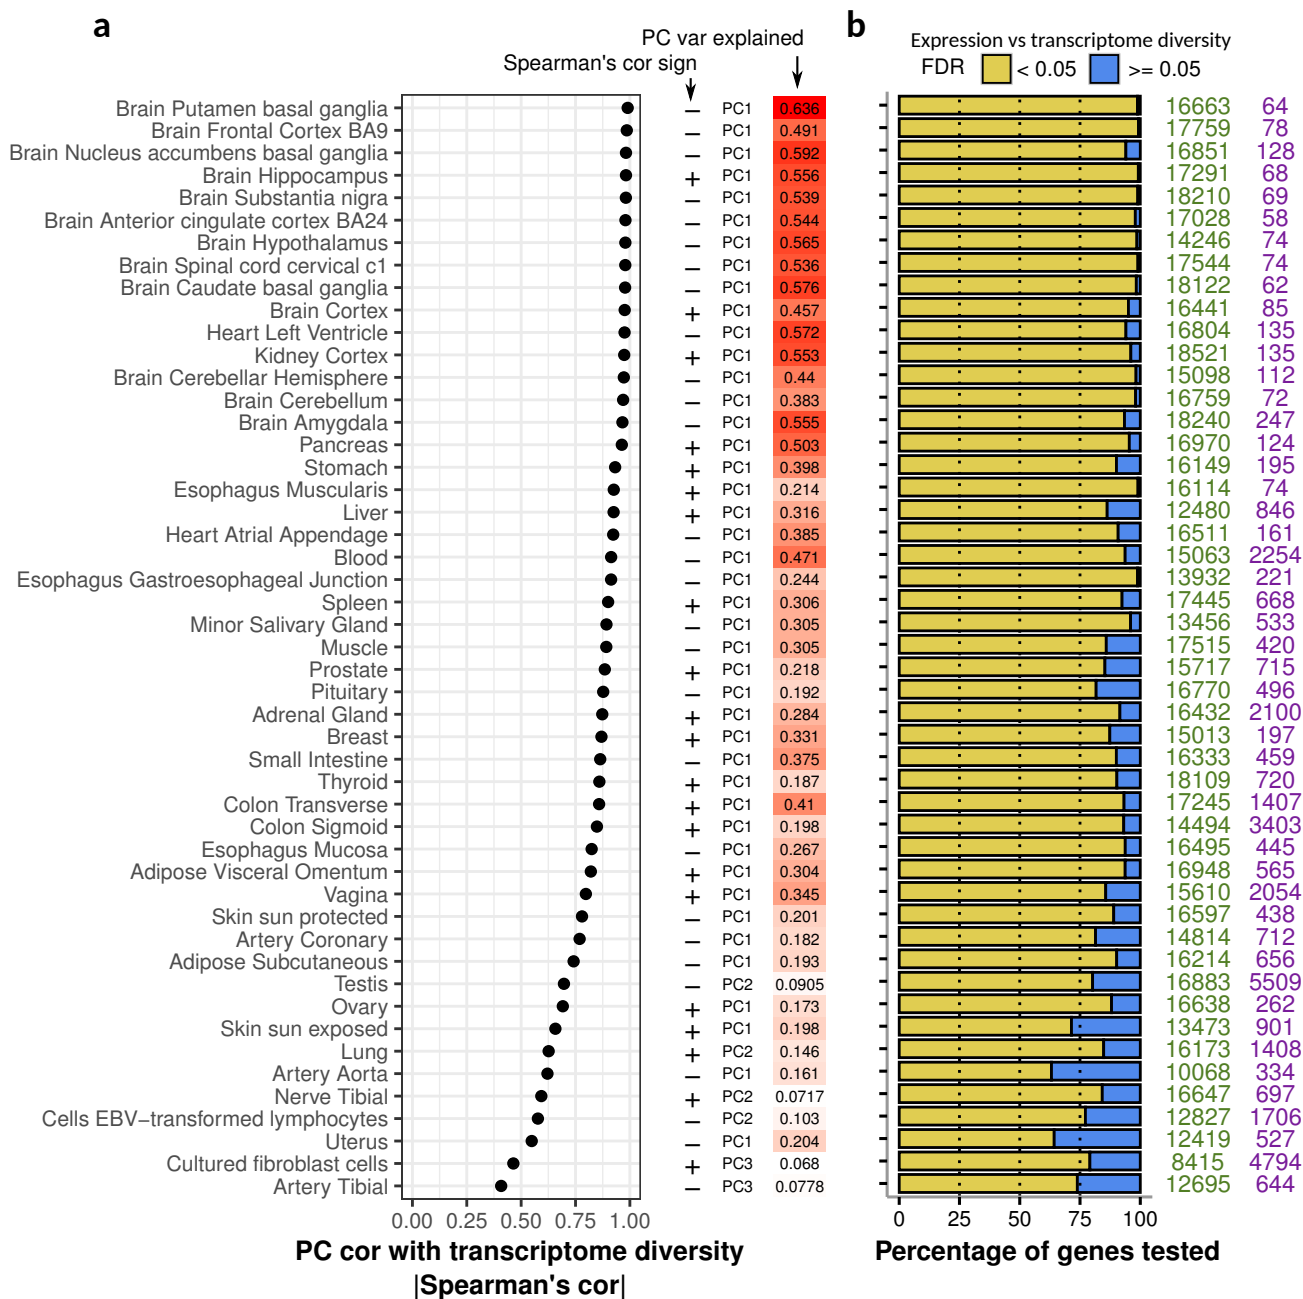 a
b
PC var explained
Spearman's cor sign
Expression vs transcriptome diversity
FDR < 0.05 >= 0.05
Brain Putamen basal ganglia − PC1 0.636 16663 64
Brain Frontal Cortex BA9 − PC1 0.491 17759 78
Brain Nucleus accumbens basal ganglia − PC1 0.592 16851 128
Brain Hippocampus + PC1 0.556 17291 68
Brain Substantia nigra − PC1 0.539 18210 69
Brain Anterior cingulate cortex BA24 − PC1 0.544 17028 58
Brain Hypothalamus − PC1 0.565 14246 74
Brain Spinal cord cervical c1 − PC1 0.536 17544 74
Brain Caudate basal ganglia − PC1 0.576 18122 62
Brain Cortex + PC1 0.457 16441 85
Heart Left Ventricle − PC1 0.572 16804 135
Kidney Cortex + PC1 0.553 18521 135
Brain Cerebellar Hemisphere − PC1 0.44 15098 112
Brain Cerebellum − PC1 0.383 16759 72
Brain Amygdala − PC1 0.555 18240 247
Pancreas + PC1 0.503 16970 124
Stomach + PC1 0.398 16149 195
Esophagus Muscularis + PC1 0.214 16114 74
Liver + PC1 0.316 12480 846
Heart Atrial Appendage − PC1 0.385 16511 161
Blood − PC1 0.471 15063 2254
Esophagus Gastroesophageal Junction − PC1 0.244 13932 221
Spleen + PC1 0.306 17445 668
Minor Salivary Gland − PC1 0.305 13456 533
Muscle − PC1 0.305 17515 420
Prostate + PC1 0.218 15717 715
Pituitary − PC1 0.192 16770 496
Adrenal Gland + PC1 0.284 16432 2100
Breast + PC1 0.331 15013 197
Small Intestine − PC1 0.375 16333 459
Thyroid + PC1 0.187 18109 720
Colon Transverse + PC1 0.41 17245 1407
Colon Sigmoid + PC1 0.198 14494 3403
Esophagus Mucosa − PC1 0.267 16495 445
Adipose Visceral Omentum + PC1 0.304 16948 565
Vagina + PC1 0.345 15610 2054
Skin sun protected − PC1 0.201 16597 438
Artery Coronary − PC1 0.182 14814 712
Adipose Subcutaneous − PC1 0.193 16214 656
Testis − PC2 0.0905 16883 5509
Ovary + PC1 0.173 16638 262
Skin sun exposed + PC1 0.198 13473 901
Lung + PC2 0.146 16173 1408
Artery Aorta − PC1 0.161 10068 334
Nerve Tibial + PC2 0.0717 16647 697
Cells EBV−transformed lymphocytes − PC2 0.103 12827 1706
Uterus − PC1 0.204 12419 527
Cultured fibroblast cells + PC3 0.068 8415 4794
Artery Tibial − PC3 0.0778 12695 644
0.00 0.25 0.50 0.75 1.00 0 25 50 75 100
PC cor with transcriptome diversity
|Spearman's cor|
Percentage of genes tested